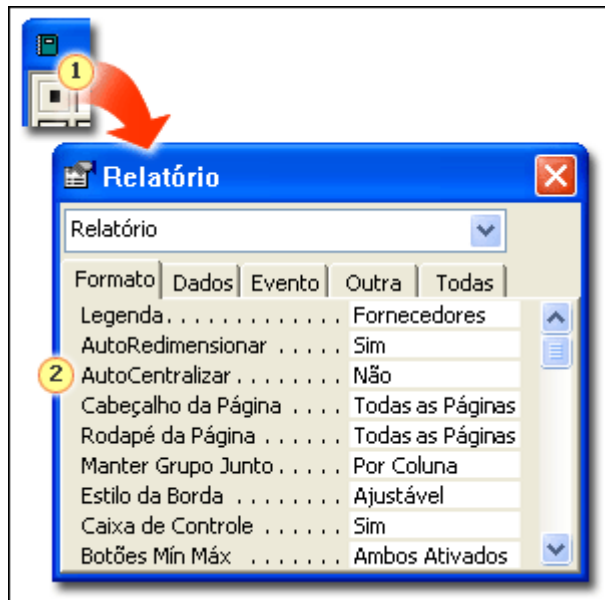 1
Relatório
Relatório
Formato Dados Evento Outra Todas
Legenda. . . . . . . . . . . . . Fornecedores
AutoRedimensionar . . . . . Sim
2 AutoCentralizar . . . . . . . . Não
Cabeçalho da Página . . . . Todas as Páginas
Rodapé da Página . . . . . . Todas as Páginas
Manter Grupo Junto . . . . . Por Coluna
Estilo da Borda . . . . . . . . Ajustável
Caixa de Controle . . . . . . Sim
Botões Mín Máx . . . . . . . Ambos Ativados